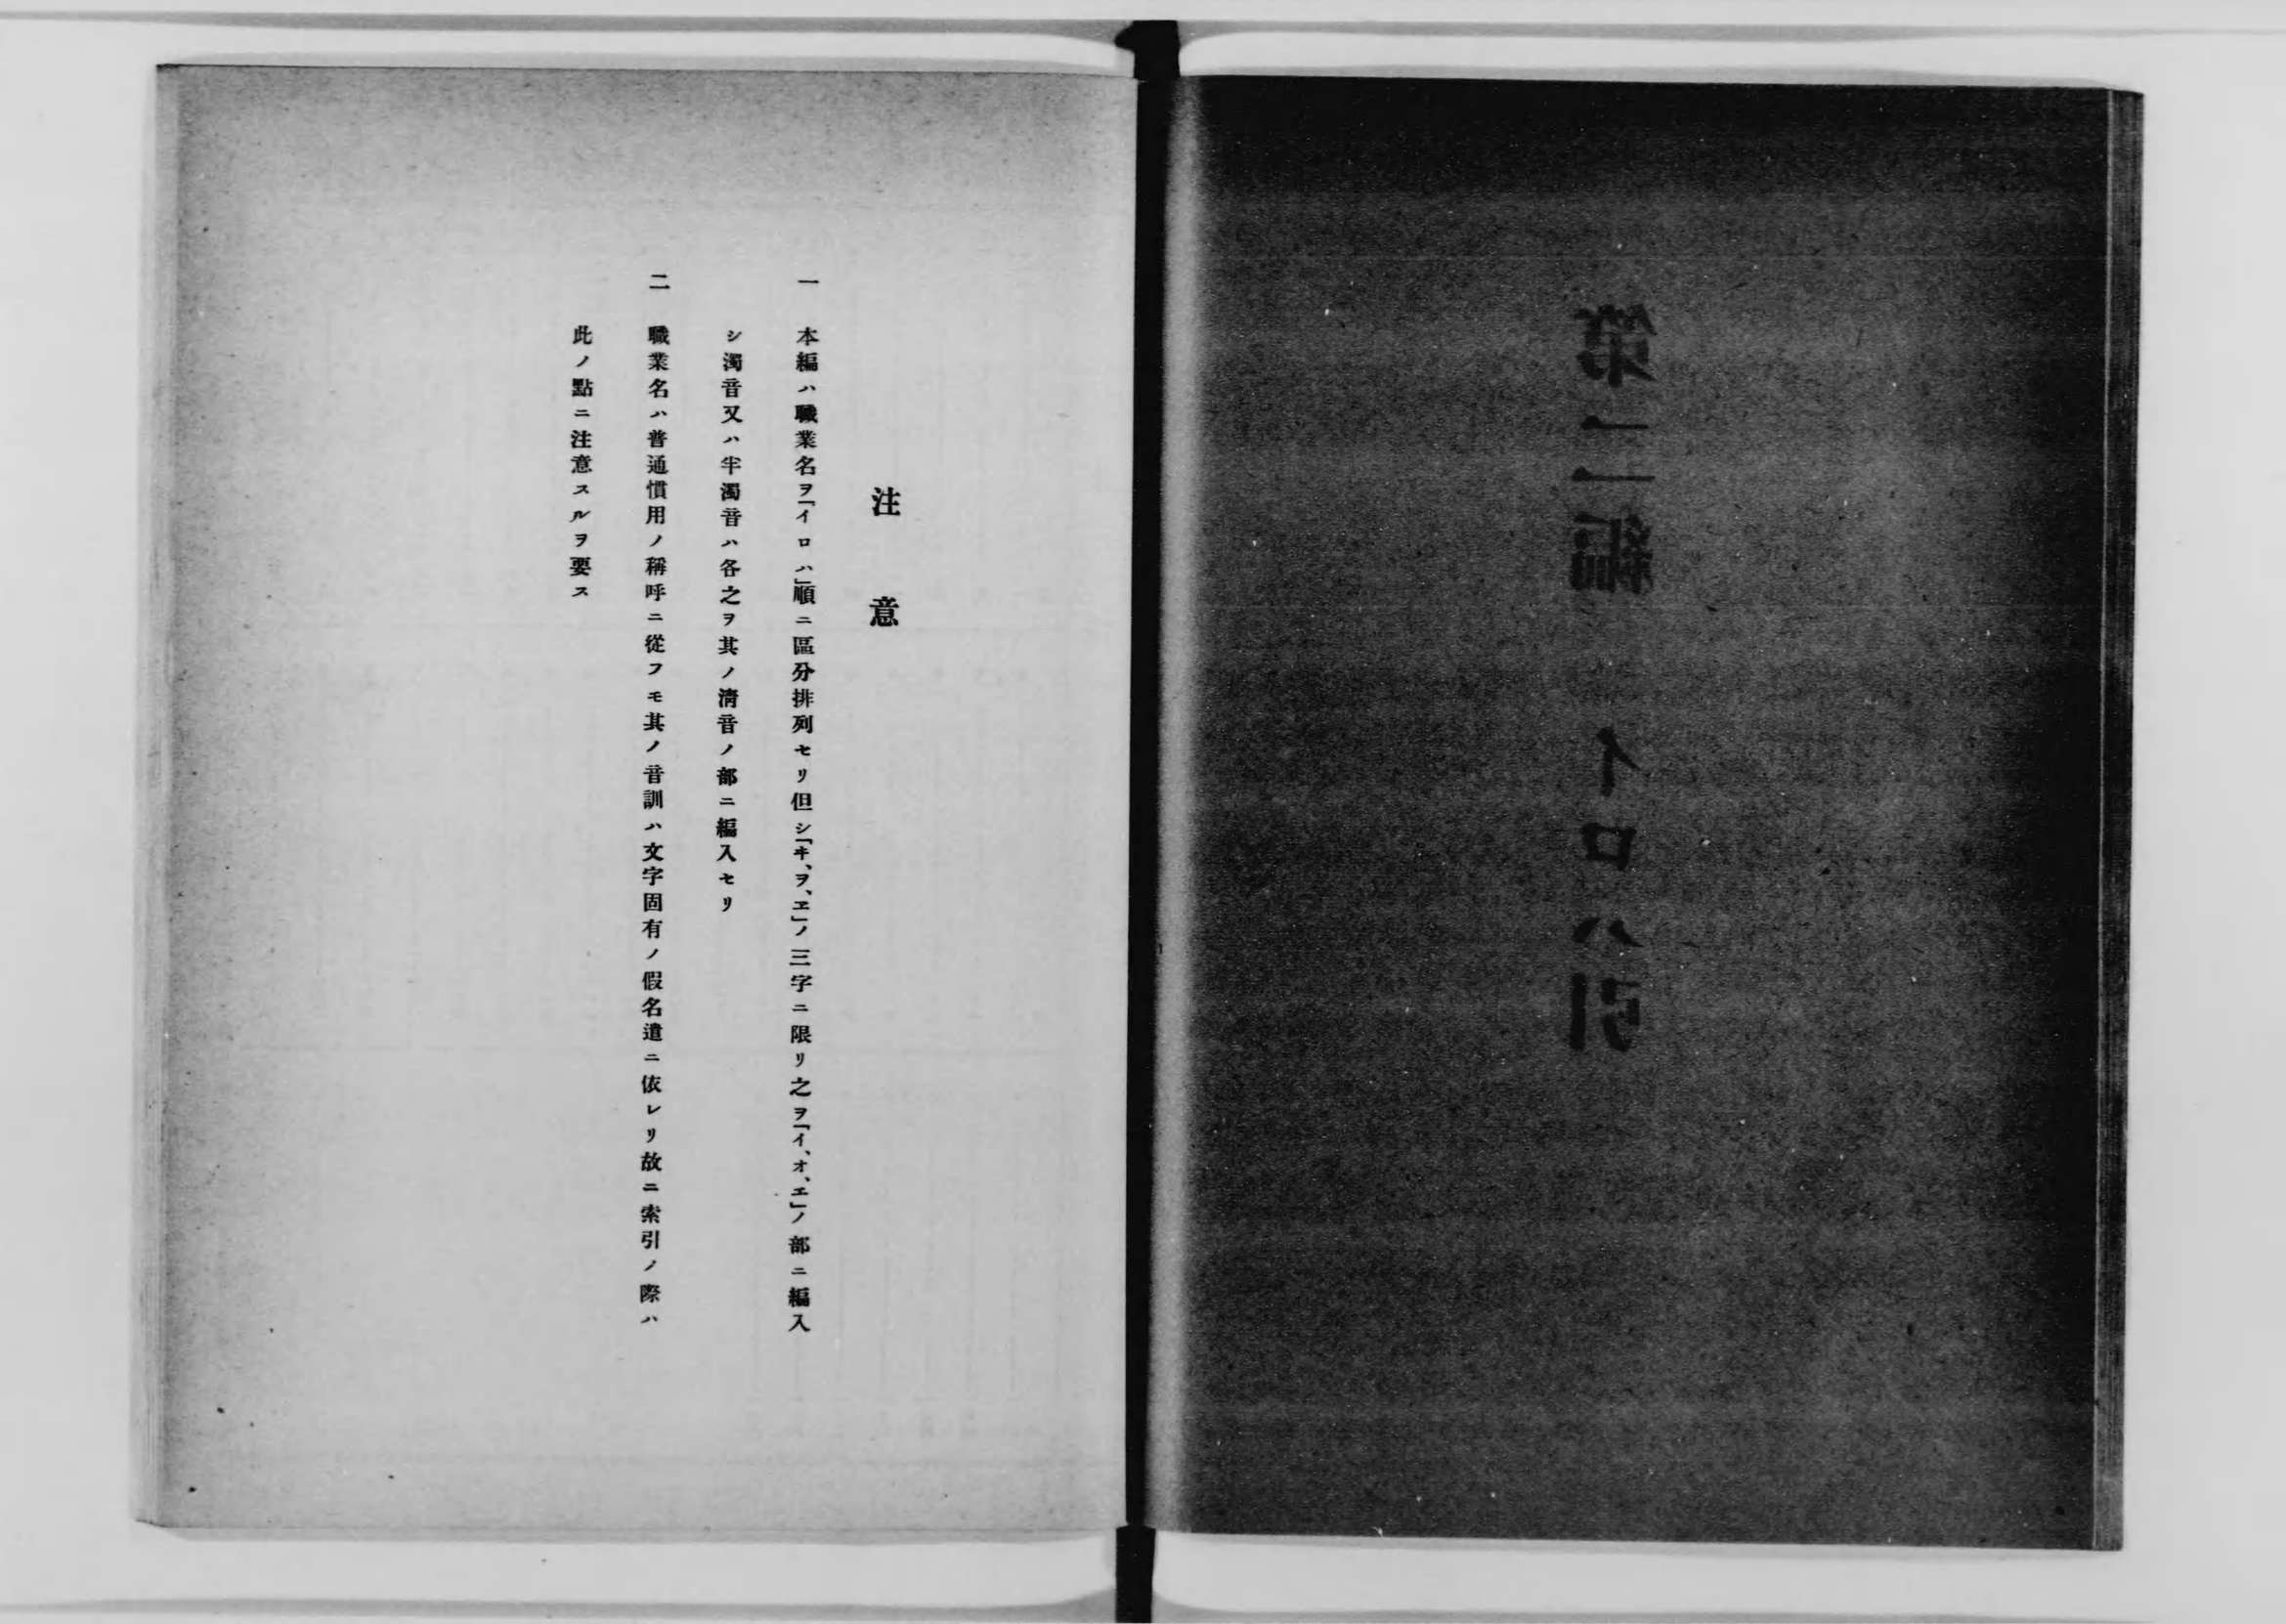 第二編　イロハ引
注意
一　本編ハ職業名ヲ「イロハ」順ニ區分排列セリ但シ「ヰ、ヲ、ヱ」ノ三字ニ限リ之ヲ「イ、オ、エ」ノ部ニ編入
シ濁音又ハ半濁音ハ各之ヲ其ノ淸音ノ部ニ編入セリ
二　職業名ハ普通慣用ノ稱呼ニ從フモ其ノ音訓ハ文字固有ノ假名遣ニ依レリ故ニ索引ノ際ハ
此ノ點ニ注意スルヲ要ス